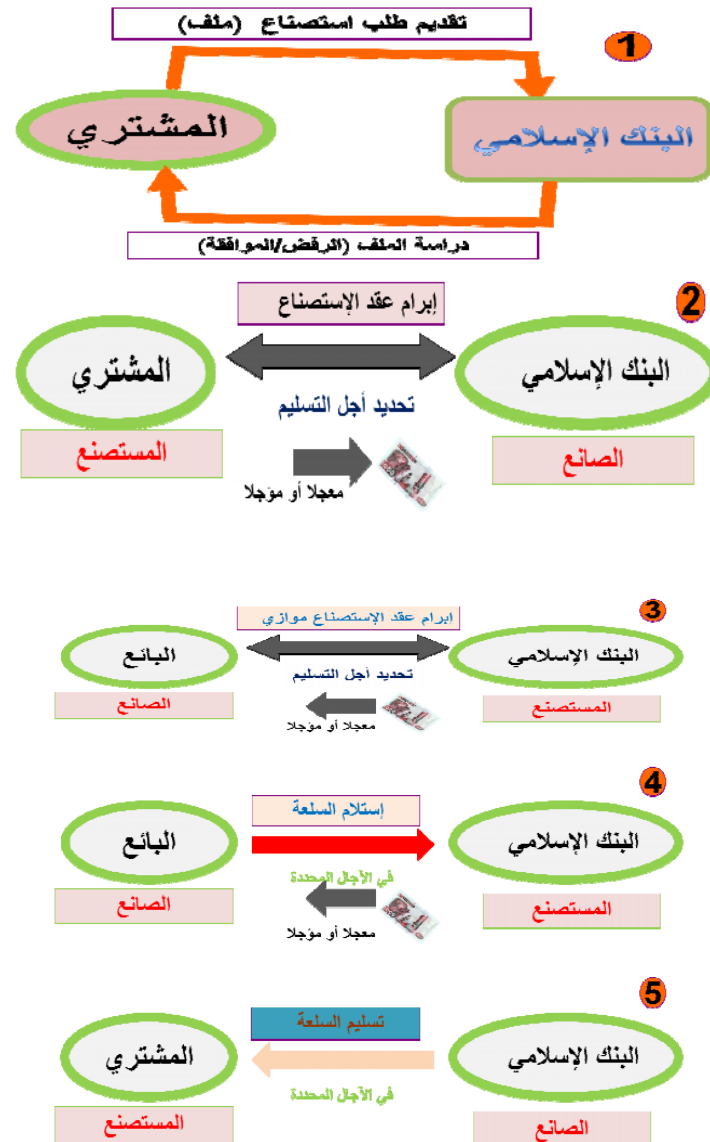 تقديم طلب استصناع (ملف)
1
المشتري
البنك الإسلامي
دراسة الملف (الرفض/الموافقة)
2
إبرام عقد الإستصناع
المشتري
البنك الإسلامي
تحديد أجل التسليم
المستصنع
الصانع
معجلا أو مؤجلا
3
إبرام عقد الإستصناع موازي
البائع
البنك الإسلامي
تحديد أجل التسليم
الصانع
المستصنع
معجلا أو مؤجلا
4
إستلام السلعة
البائع
البنك الإسلامي
في الآجال المحددة
الصانع
المستصنع
معجلا أو مؤجلا
5
تسليم السلعة
المشتري
البنك الإسلامي
في الآجال المحددة
المستصنع
الصانع